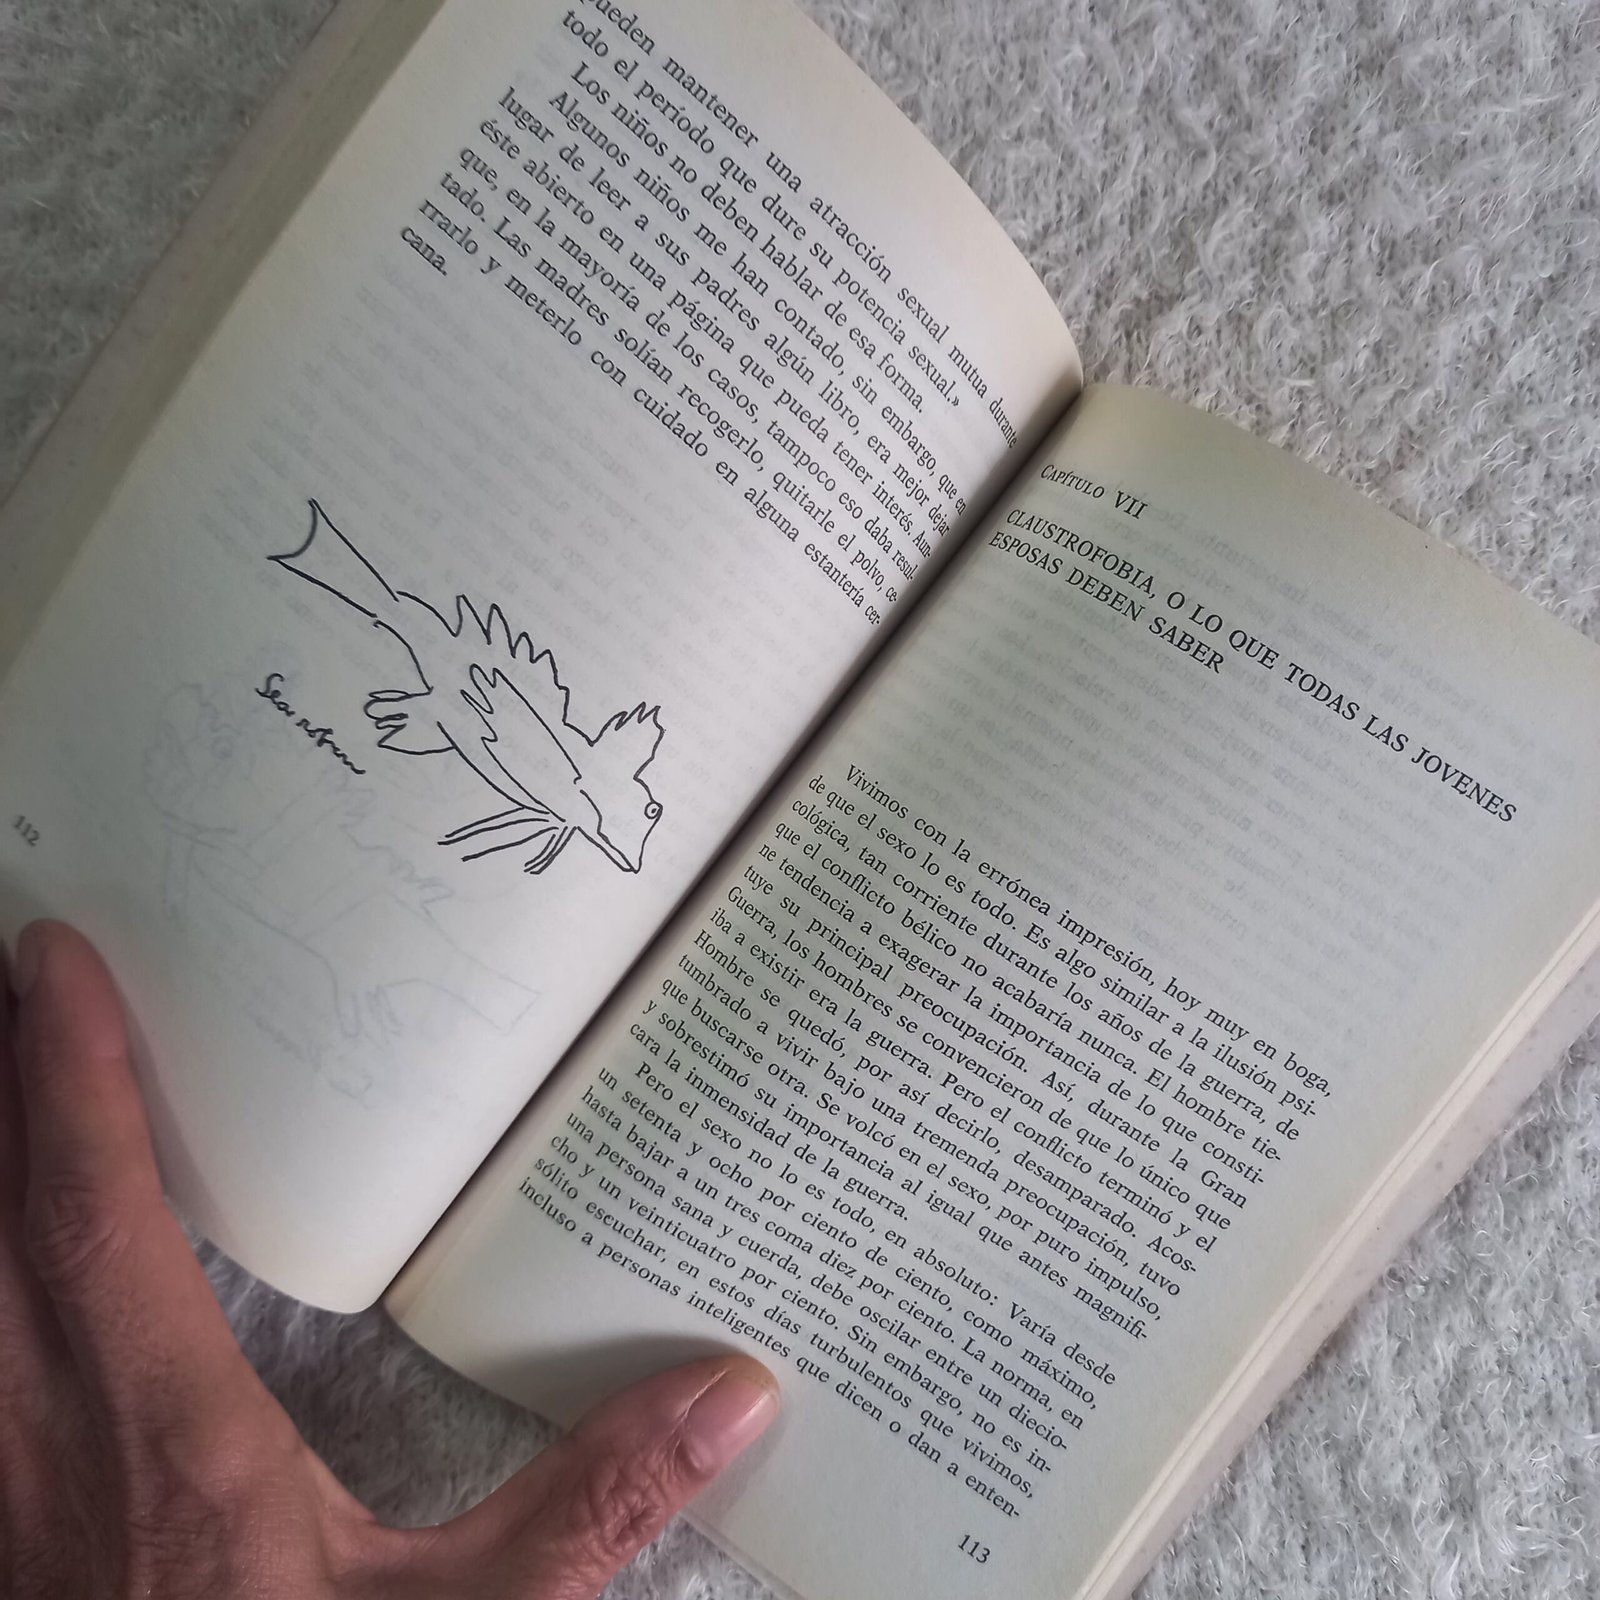 pueden mantener una atracción sexual mutua durante
todo el período que dure su potencia sexual.»
Los niños no deben hablar de esa forma.
Algunos niños me han contado, sin embargo, que en
lugar de leer a sus padres algún libro, era mejor dejar
éste abierto en una página que pueda tener interés. Aun-
que, en la mayoría de los casos, tampoco eso daba resul-
tado. Las madres solían recogerlo, quitarle el polvo, ce-
rrarlo y meterlo con cuidado en alguna estantería cer-
cana.
Sea robin
112
CAPÍTULO VII
CLAUSTROFOBIA, O LO QUE TODAS LAS JOVENES
ESPOSAS DEBEN SABER
Vivimos con la errónea impresión, hoy muy en boga,
de que el sexo lo es todo. Es algo similar a la ilusión psi-
cológica, tan corriente durante los años de la guerra, de
que el conflicto bélico no acabaría nunca. El hombre tie-
ne tendencia a exagerar la importancia de lo que consti-
tuye su principal preocupación. Así, durante la Gran
Guerra, los hombres se convencieron de que lo único que
iba a existir era la guerra. Pero el conflicto terminó y el
Hombre se quedó, por así decirlo, desamparado. Acos-
tumbrado a vivir bajo una tremenda preocupación, tuvo
que buscarse otra. Se volcó en el sexo, por puro impulso,
y sobrestimó su importancia al igual que antes magnifi-
cara la inmensidad de la guerra.
Pero el sexo no lo es todo, en absoluto: Varía desde
un setenta y ocho por ciento de ciento, como máximo,
hasta bajar a un tres coma diez por ciento. La norma, en
una persona sana y cuerda, debe oscilar entre un diecio-
cho y un veinticuatro por ciento. Sin embargo, no es in-
sólito escuchar, en estos días turbulentos que vivimos,
incluso a personas inteligentes que dicen o dan a enten-
113